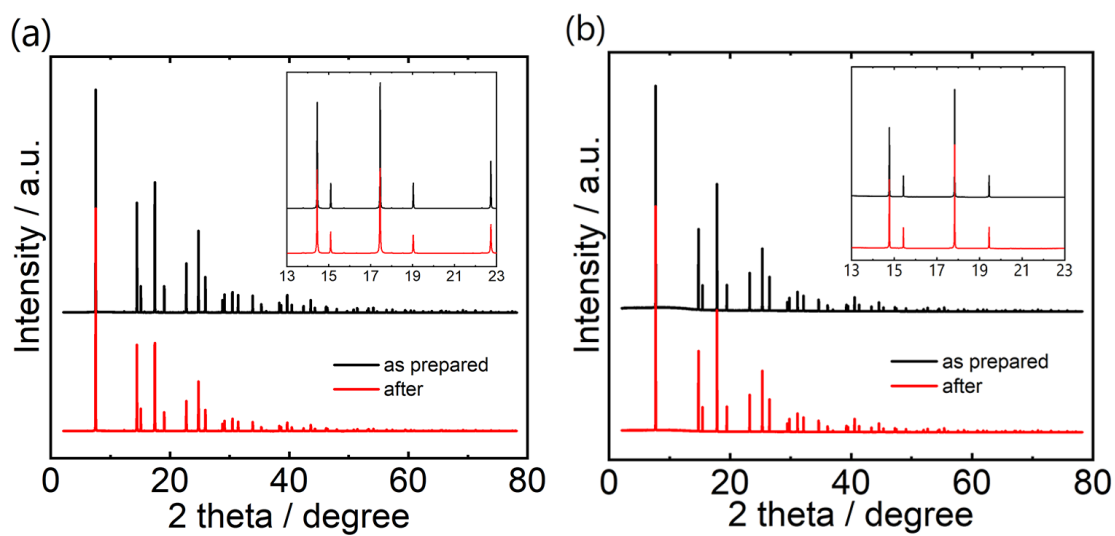 (a)
Intensity / a.u.
13 15 17 19 21 23
as prepared
after
0 20 40 60 80
2 theta / degree
(b)
Intensity / a.u.
13 15 17 19 21 23
as prepared
after
0 20 40 60 80
2 theta / degree